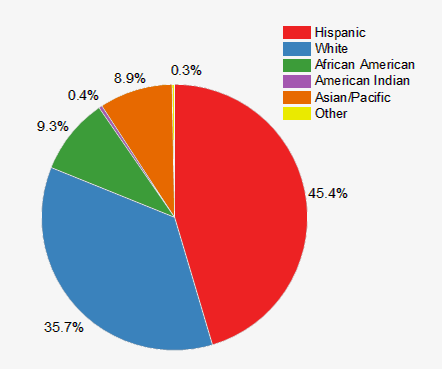 Hispanic
White
African American
American Indian
Asian/Pacific
Other
0.3%
8.9%
0.4%
9.3%
45.4%
35.7%